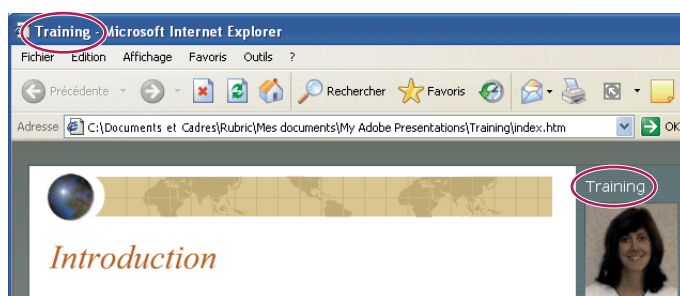 Training - Microsoft Internet Explorer
Fichier Edition Affichage Favoris Outils ?
Précédente Rechercher Favoris
Adresse C:\Documents et Cadres\Rubric\Mes documents\My Adobe Presentations\Training\index.htm OK
Training
Introduction